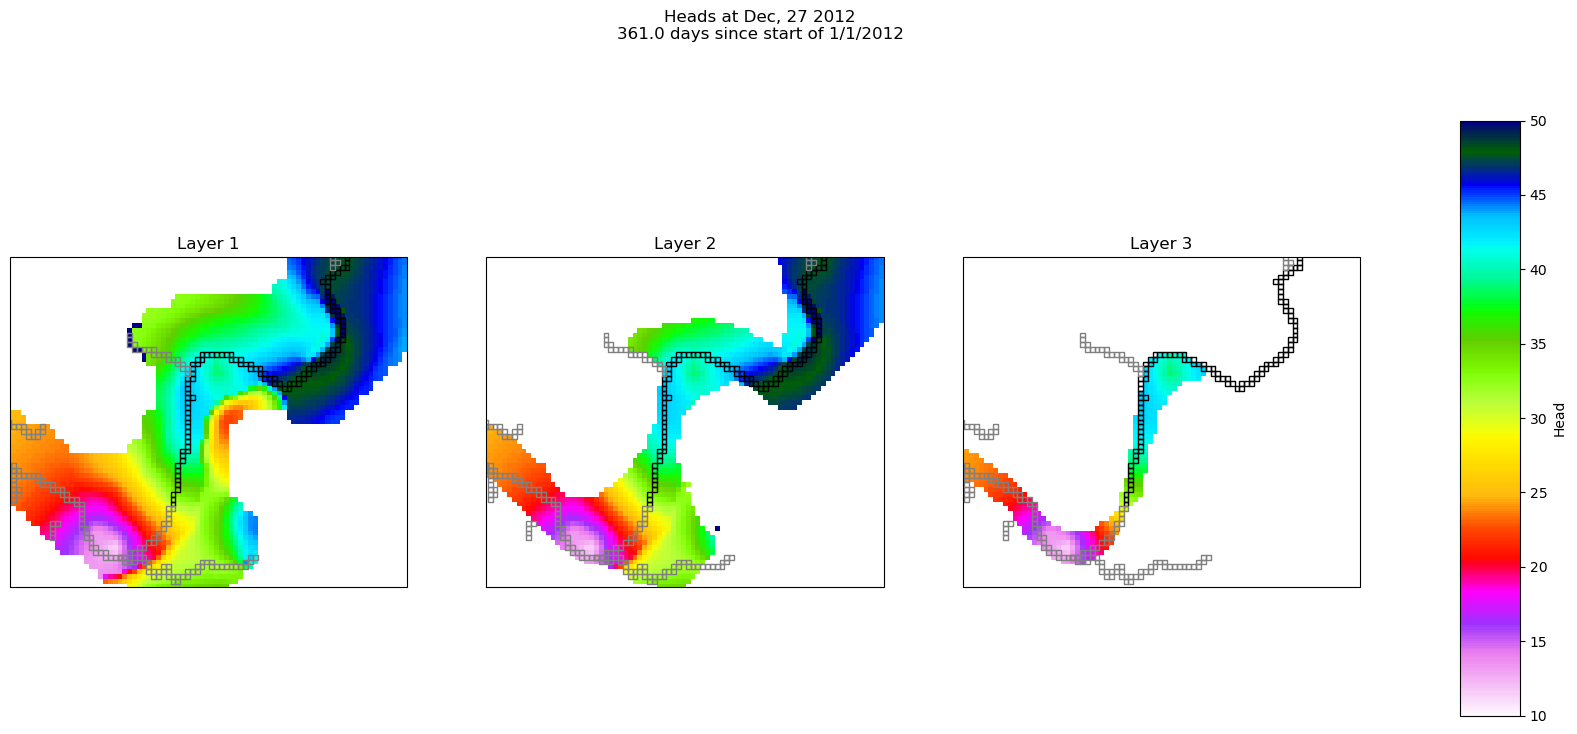 Heads at Dec, 27 2012
361.0 days since start of 1/1/2012
Layer 1
Layer 2
Layer 3
50
45
40
35
30
25
20
15
10
Head